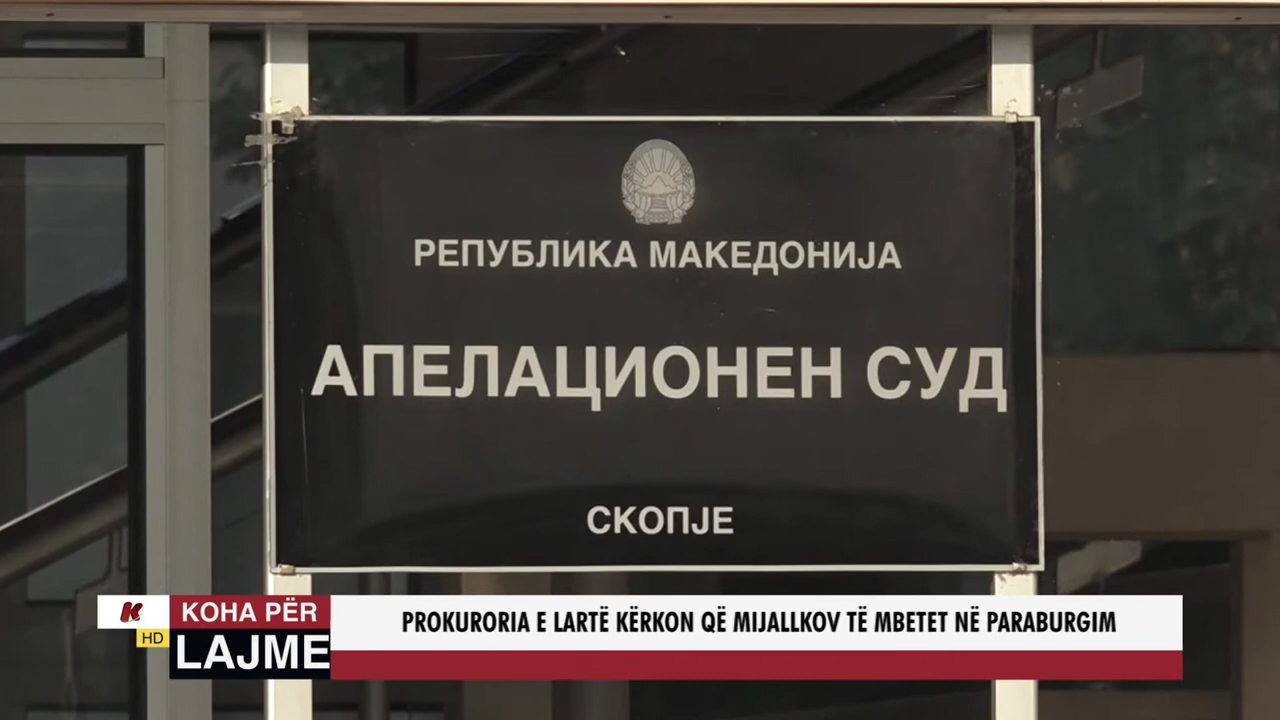 РЕПУБЛИКА МАКЕДОНИЈА
АПЕЛАЦИОНЕН СУД
СКОПЈЕ
K
HD
KOHA PËR
LAJME
PROKURORIA E LARTË KËRKON QË MIJALLKOV TË MBETET NË PARABURGIM